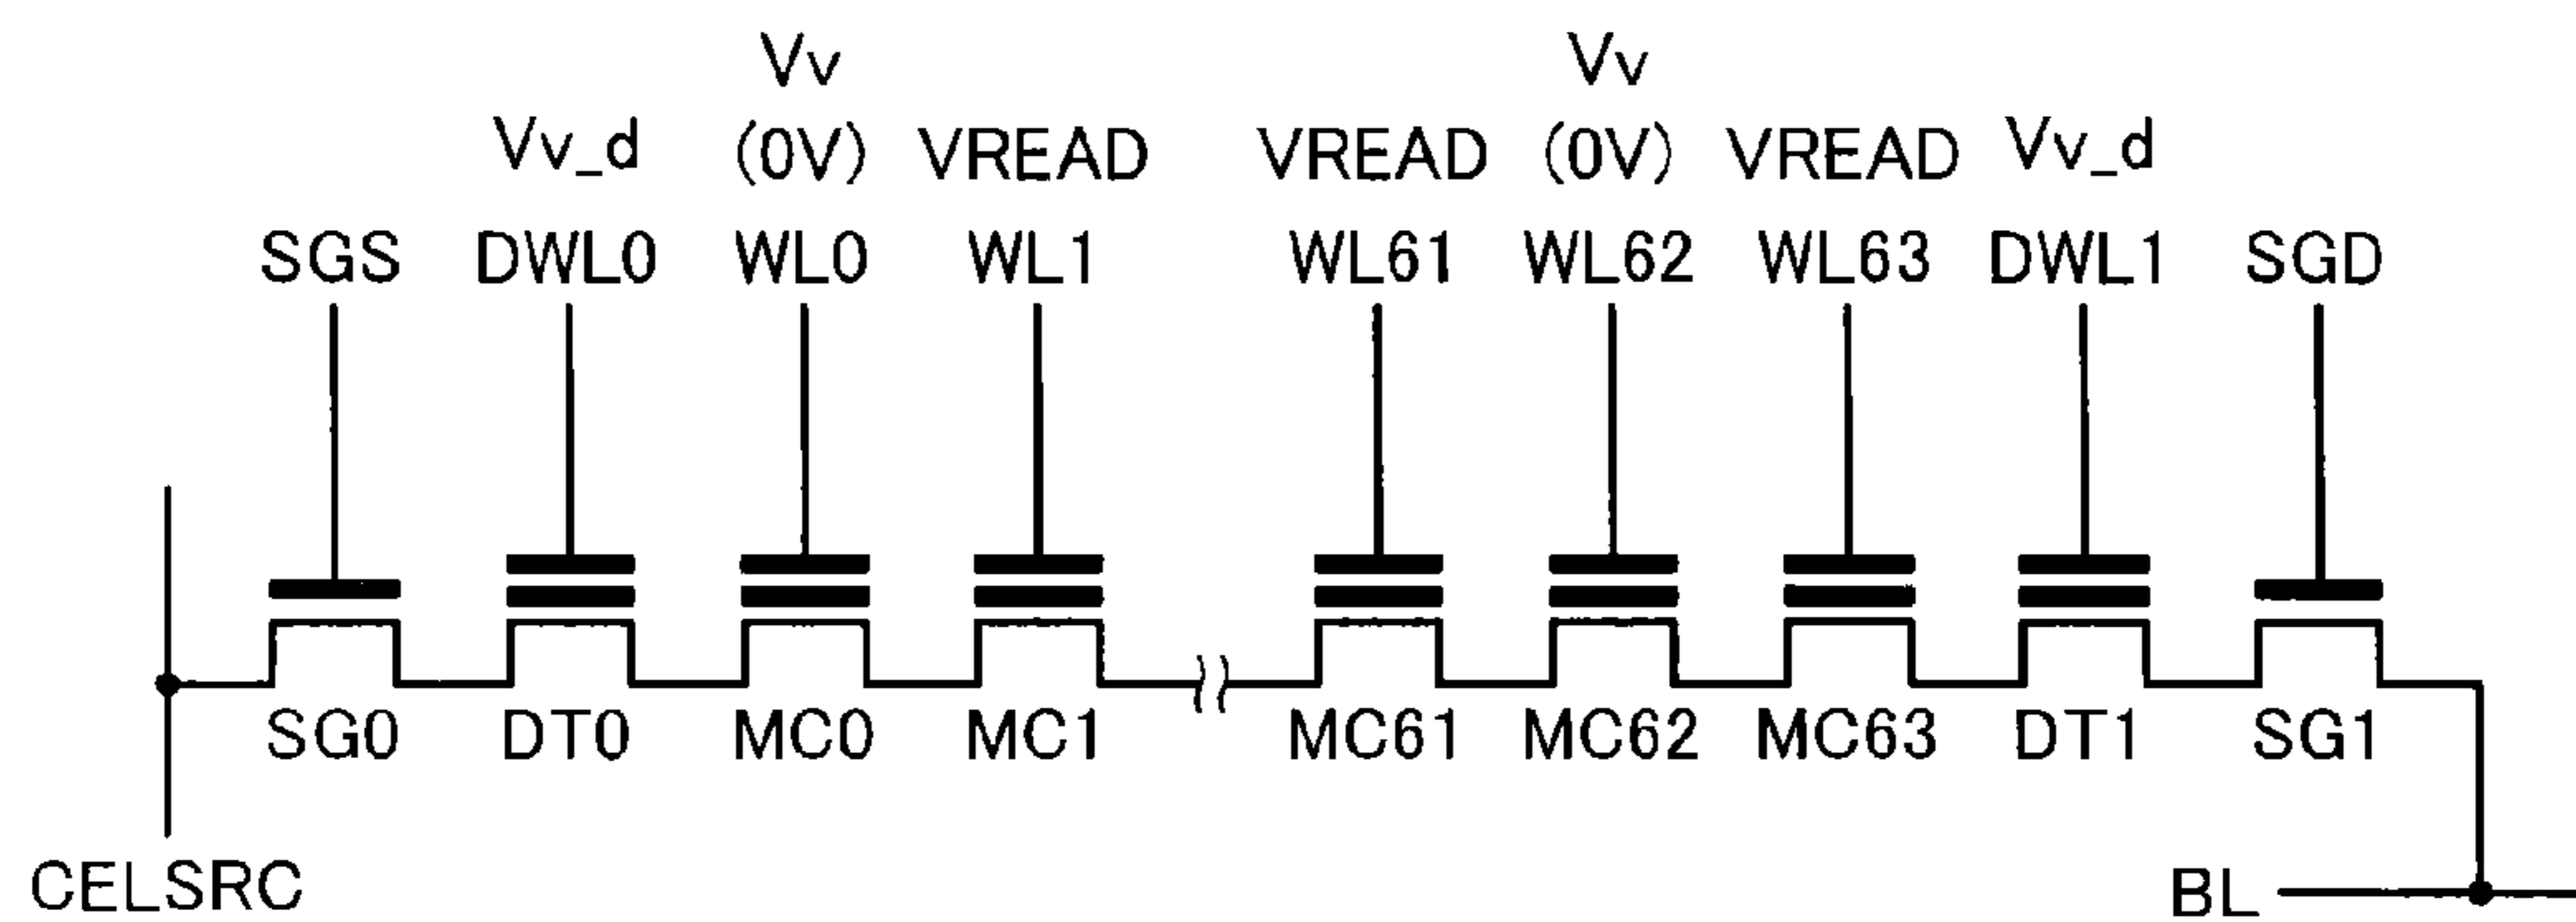 Vv Vv
Vv_d (0V) VREAD VREAD (0V) VREAD Vv_d
SGS DWL0 WL0 WL1 WL61 WL62 WL63 DWL1 SGD
SG0 DT0 MC0 MC1 MC61 MC62 MC63 DT1 SG1
CELSRC BL